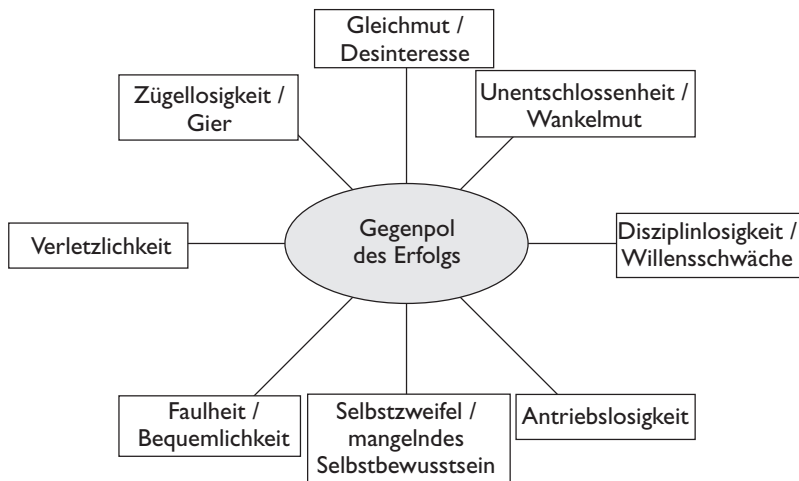 Gleichmut /
Desinteresse
Zügellosigkeit /
Gier
Unentschlossenheit /
Wankelmut
Gegenpol
des Erfolgs
Verletzlichkeit
Disziplinlosigkeit /
Willensschwäche
Faulheit /
Bequemlichkeit
Selbstzweifel /
mangelndes
Selbstbewusstsein
Antriebslosigkeit